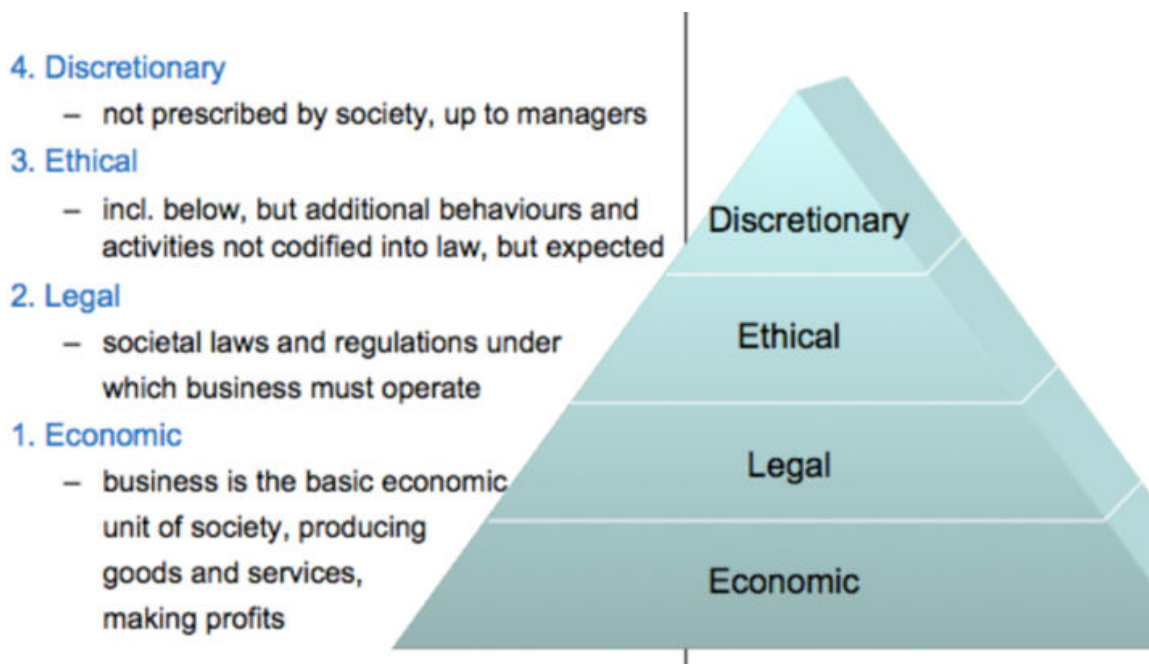 4. Discretionary
– not prescribed by society, up to managers
3. Ethical
– incl. below, but additional behaviours and
activities not codified into law, but expected
2. Legal
– societal laws and regulations under
which business must operate
1. Economic
– business is the basic economic
unit of society, producing
goods and services,
making profits
Discretionary
Ethical
Legal
Economic